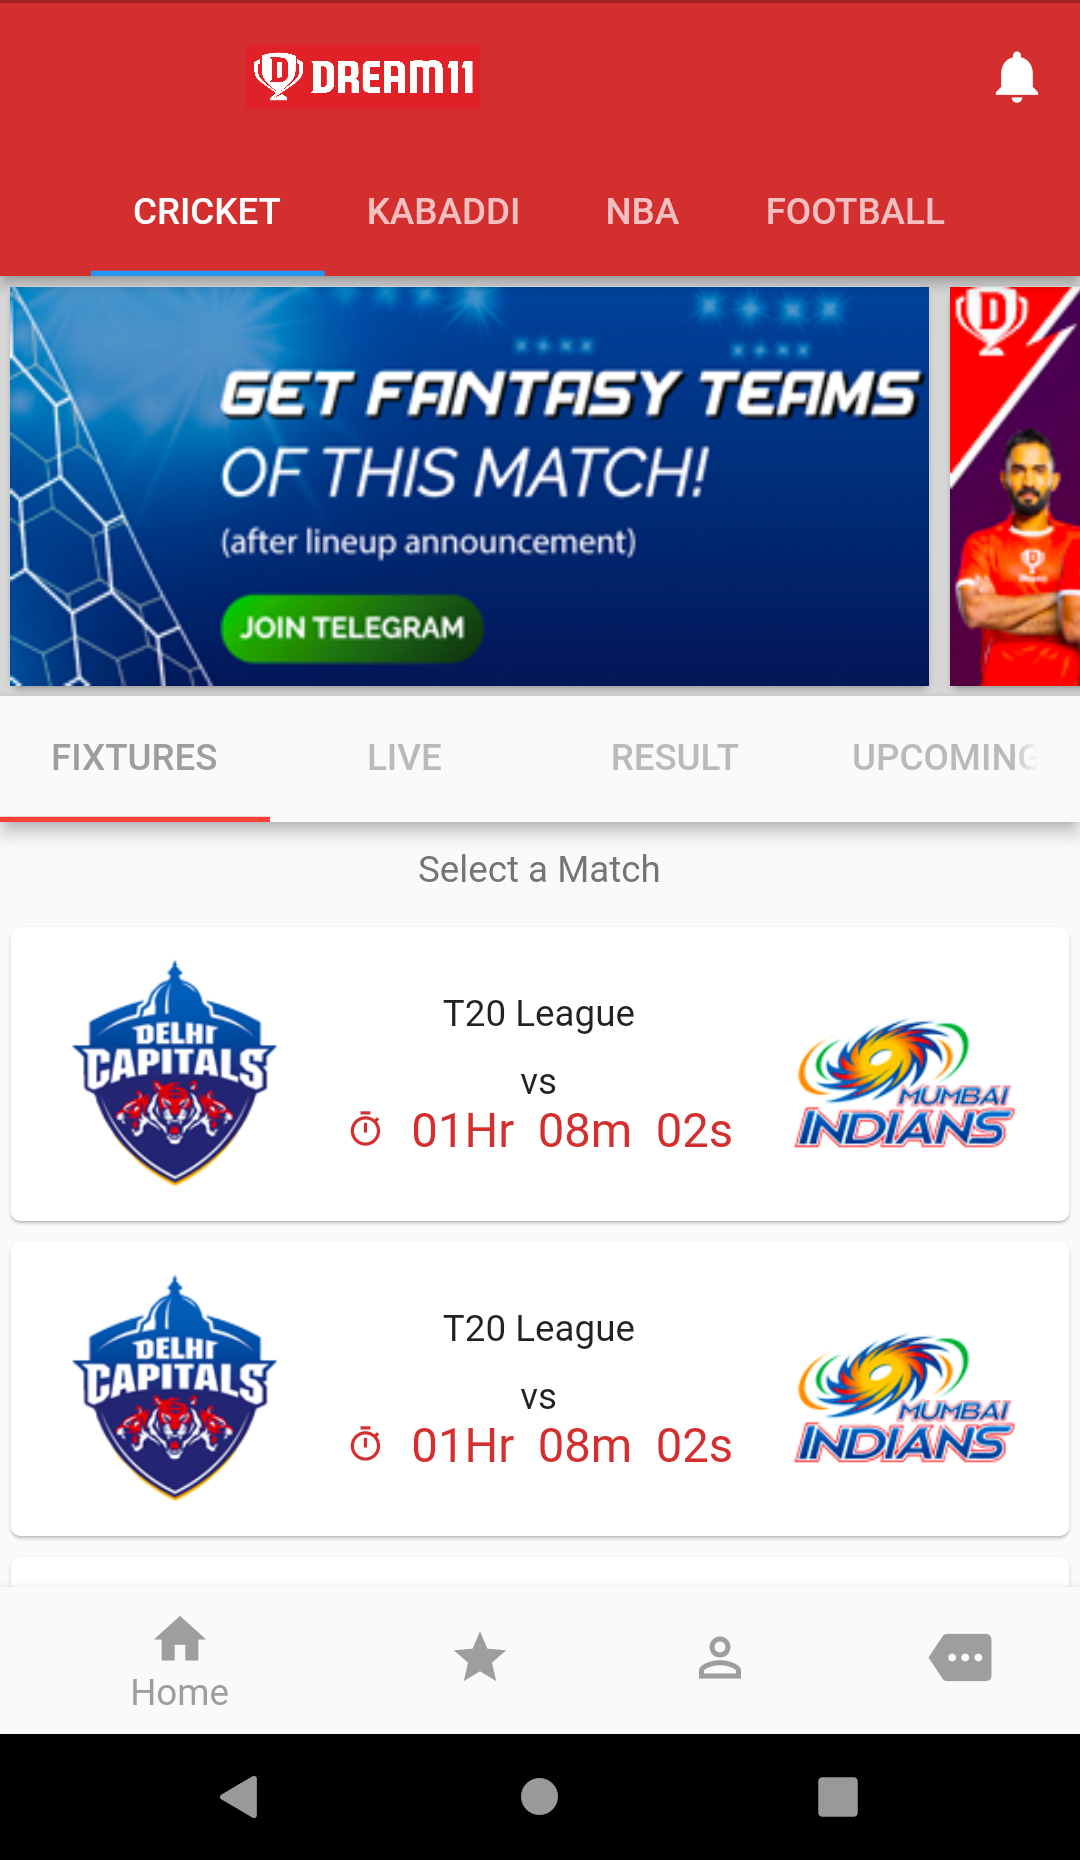 D DREAM11
CRICKET KABADDI NBA FOOTBALL
GET FANTASY TEAMS
OF THIS MATCH!
(after lineup announcement)
JOIN TELEGRAM
D
D
FIXTURES LIVE RESULT UPCOMING
Select a Match
DELHI
CAPITALS
T20 League
vs
01Hr 08m 02s
MUMBAI
INDIANS
DELHI
CAPITALS
T20 League
vs
01Hr 08m 02s
MUMBAI
INDIANS
Home